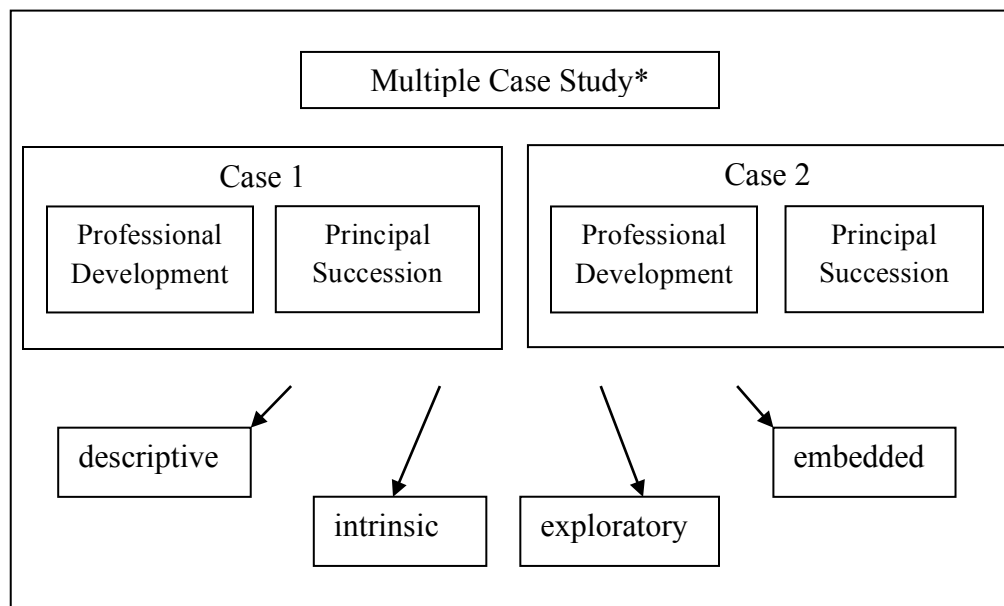 Multiple Case Study*
Case 1
Professional
Development
Principal
Succession
Case 2
Professional
Development
Principal
Succession
descriptive
intrinsic
exploratory
embedded